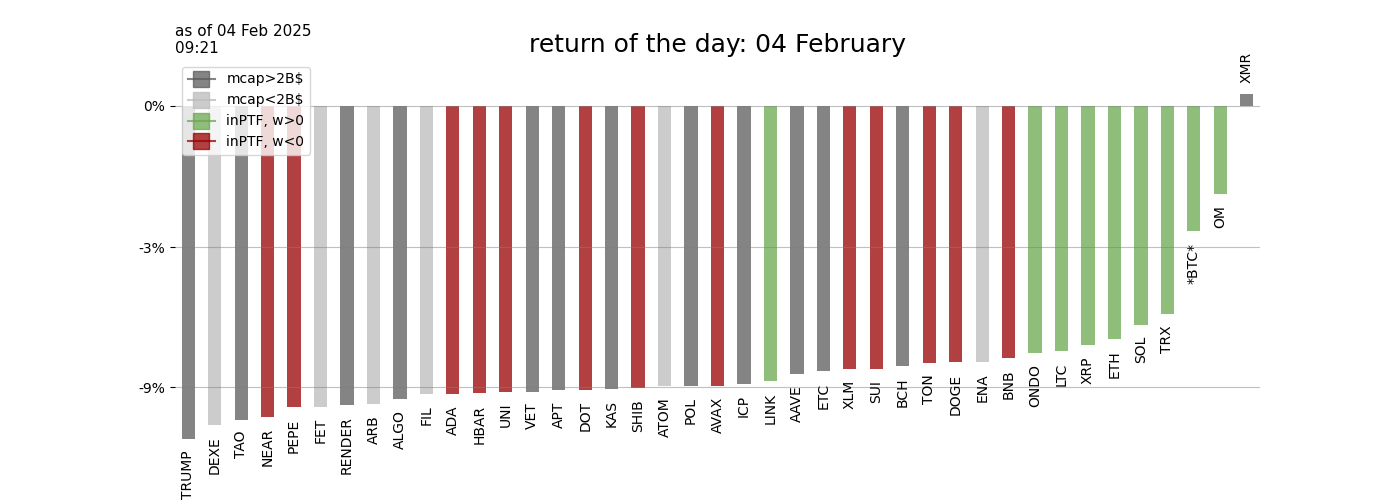 as of 04 Feb 2025
09:21
return of the day: 04 February
mcap>2B$
mcap<2B$
inPTF, w>0
inPTF, w<0
0%
-3%
-9%
TRUMP
DEXE
TAO
NEAR
PEPE
FET
RENDER
ARB
ALGO
FIL
ADA
HBAR
UNI
VET
APT
DOT
KAS
SHIB
ATOM
POL
AVAX
ICP
LINK
AAVE
ETC
XLM
SUI
BCH
TON
DOGE
ENA
BNB
ONDO
LTC
XRP
ETH
SOL
TRX
*BTC*
OM
XMR